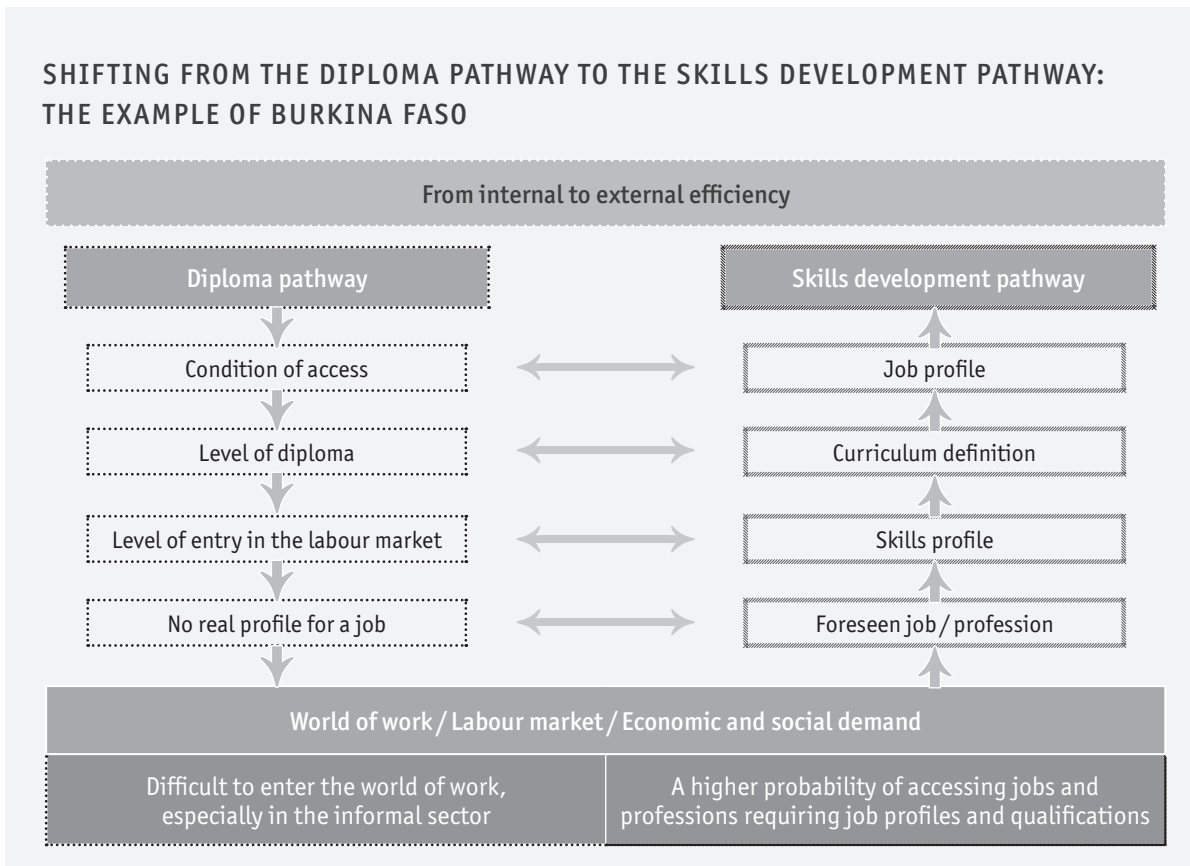 SHIFTING FROM THE DIPLOMA PATHWAY TO THE SKILLS DEVELOPMENT PATHWAY:
THE EXAMPLE OF BURKINA FASO
From internal to external efficiency
Diploma pathway
Skills development pathway
Condition of access
Job profile
Level of diploma
Curriculum definition
Level of entry in the labour market
Skills profile
No real profile for a job
Foreseen job / profession
World of work / Labour market / Economic and social demand
Difficult to enter the world of work,
especially in the informal sector
A higher probability of accessing jobs and
professions requiring job profiles and qualifications